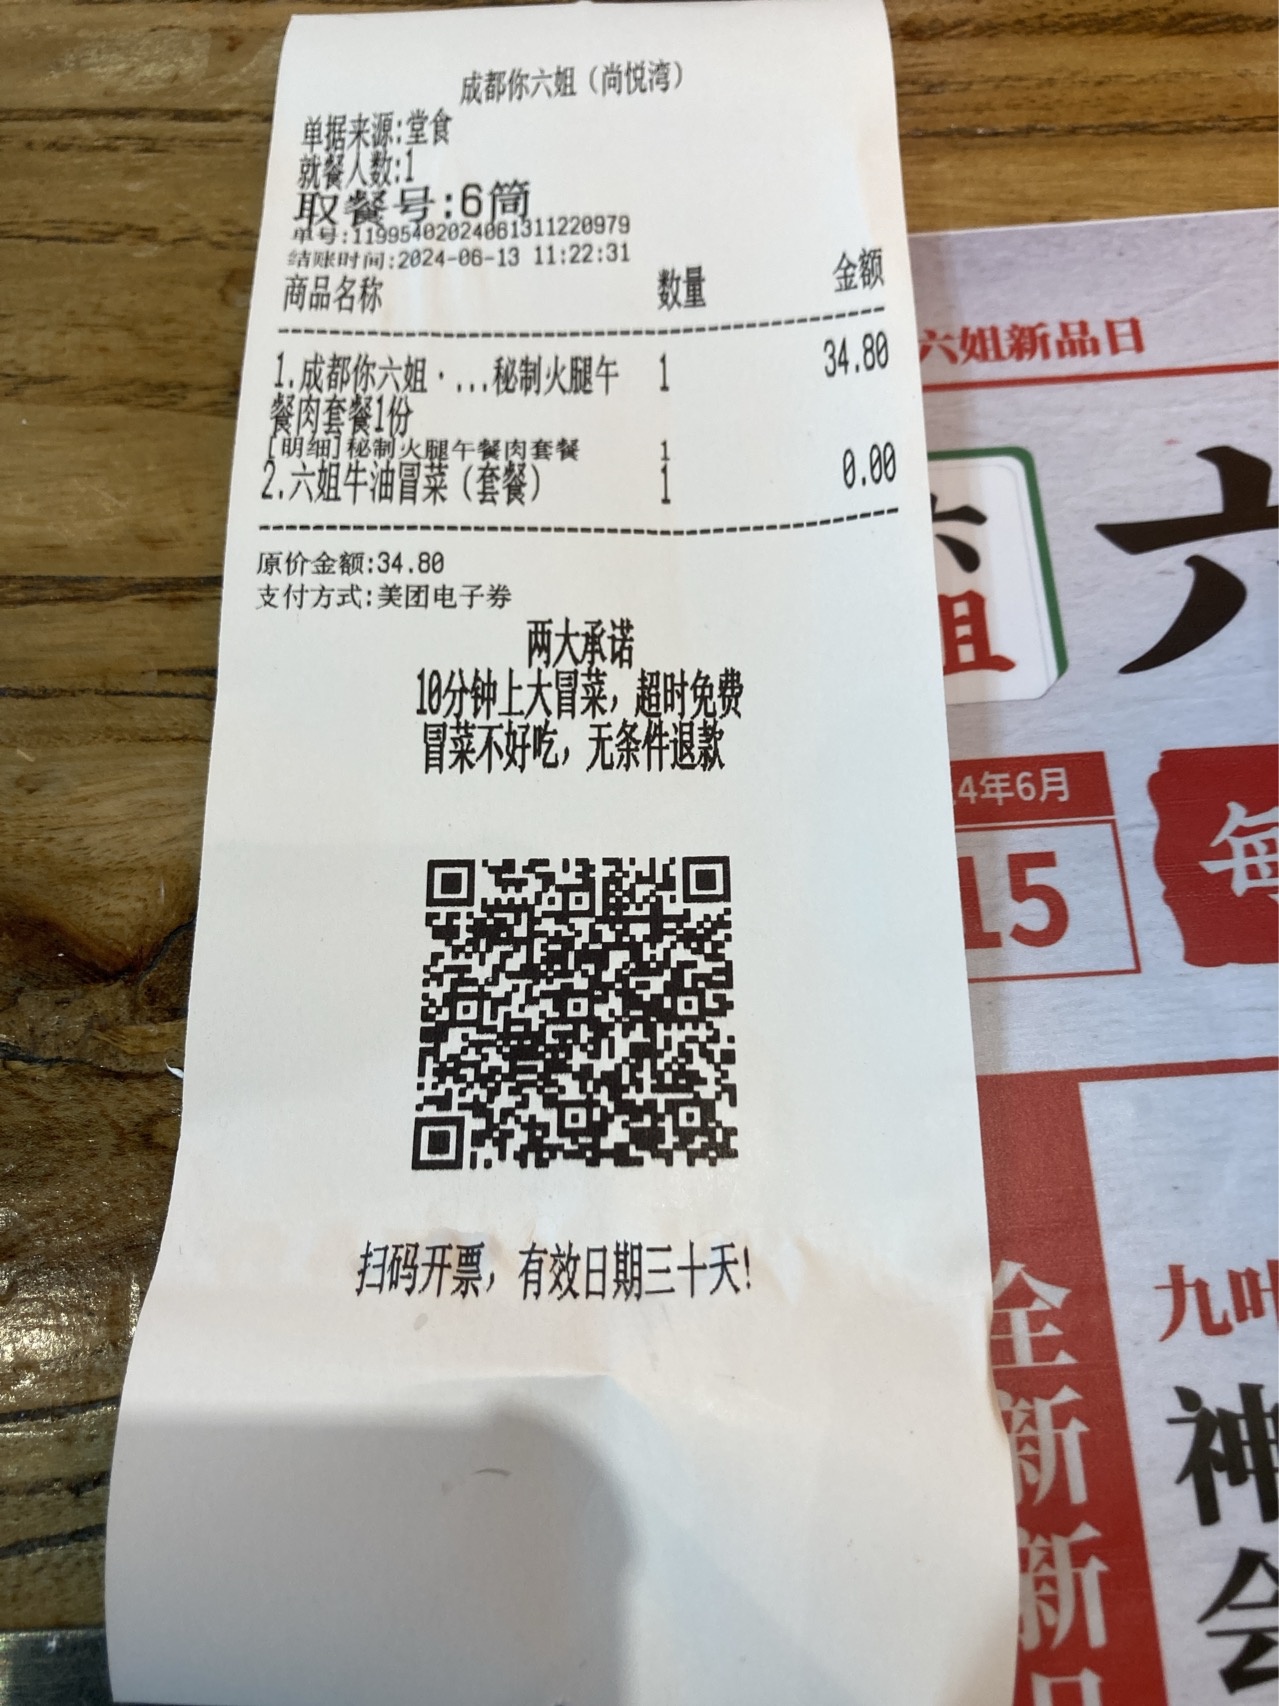 成都你六姐（尚悦湾）
单据来源:堂食
就餐人数:1
取餐号:6筒
单号:11995402024061311220979
结账时间:2024-06-13 11:22:31
商品名称 数量 金额
1.成都你六姐·...秘制火腿午 1 34.80
餐肉套餐1份
[明细]秘制火腿午餐肉套餐 1
2.六姐牛油冒菜（套餐） 1 0.00
原价金额:34.80
支付方式:美团电子券
两大承诺
10分钟上大冒菜，超时免费
冒菜不好吃，无条件退款
扫码开票，有效日期三十天!
六姐新品日
六
六
姐
4年6月
15
每
全新新品
九叶
神
会